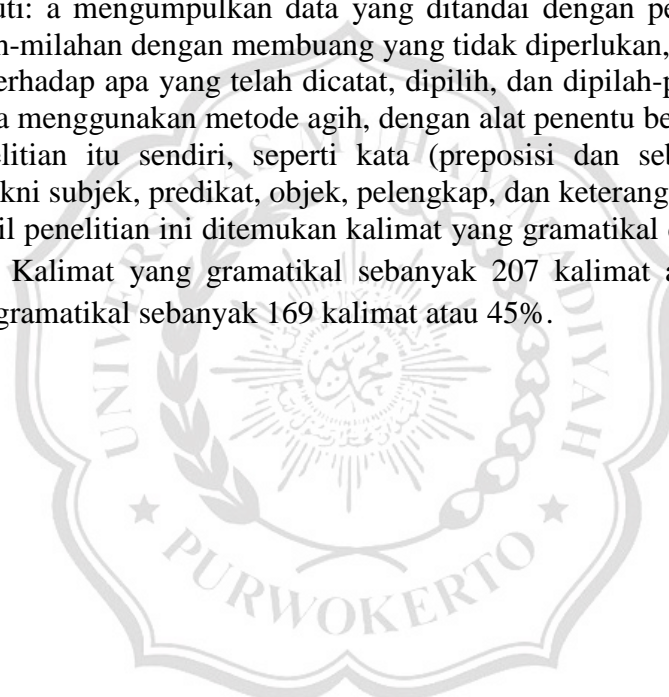 uti: a mengumpulkan data yang ditandai dengan pe
n-milahan dengan membuang yang tidak diperlukan,
erhadap apa yang telah dicatat, dipilih, dan dipilah-p
a menggunakan metode agih, dengan alat penentu be
elitian itu sendiri, seperti kata (preposisi dan seb
kni subjek, predikat, objek, pelengkap, dan keterang
il penelitian ini ditemukan kalimat yang gramatikal
Kalimat yang gramatikal sebanyak 207 kalimat a
gramatikal sebanyak 169 kalimat atau 45%.
UNIVERSITAS MUHAMMADIYAH
PURWOKERTO